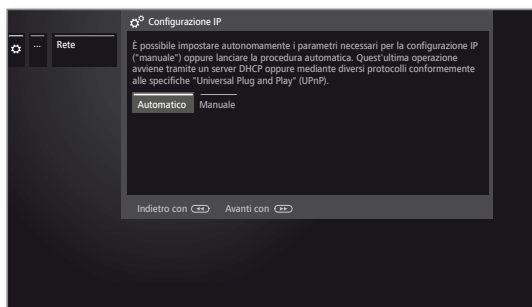 Configurazione IP
... Rete
È possibile impostare autonomamente i parametri necessari per la configurazione IP
("manuale") oppure lanciare la procedura automatica. Quest'ultima operazione
avviene tramite un server DHCP oppure mediante diversi protocolli conformemente
alle specifiche "Universal Plug and Play" (UPnP).
Automatico Manuale
Indietro con Avanti con